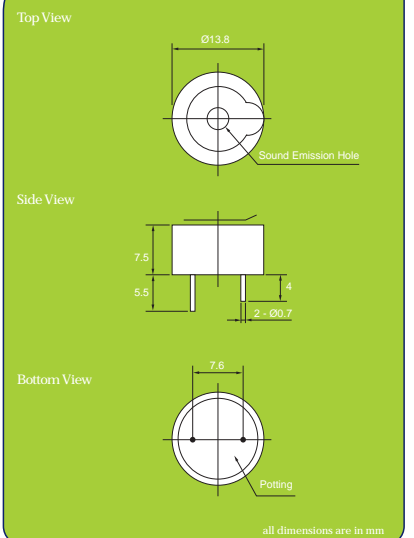 Top View
Ø13.8
Sound Emission Hole
Side View
7.5
5.5
4
2 - Ø0.7
7.6
Bottom View
Potting
all dimensions are in mm